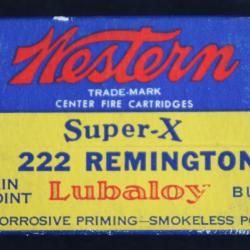 Western
TRADE-MARK
CENTER FIRE CARTRIDGES
Super-X
222 REMINGTON
Lubaloy
POINT